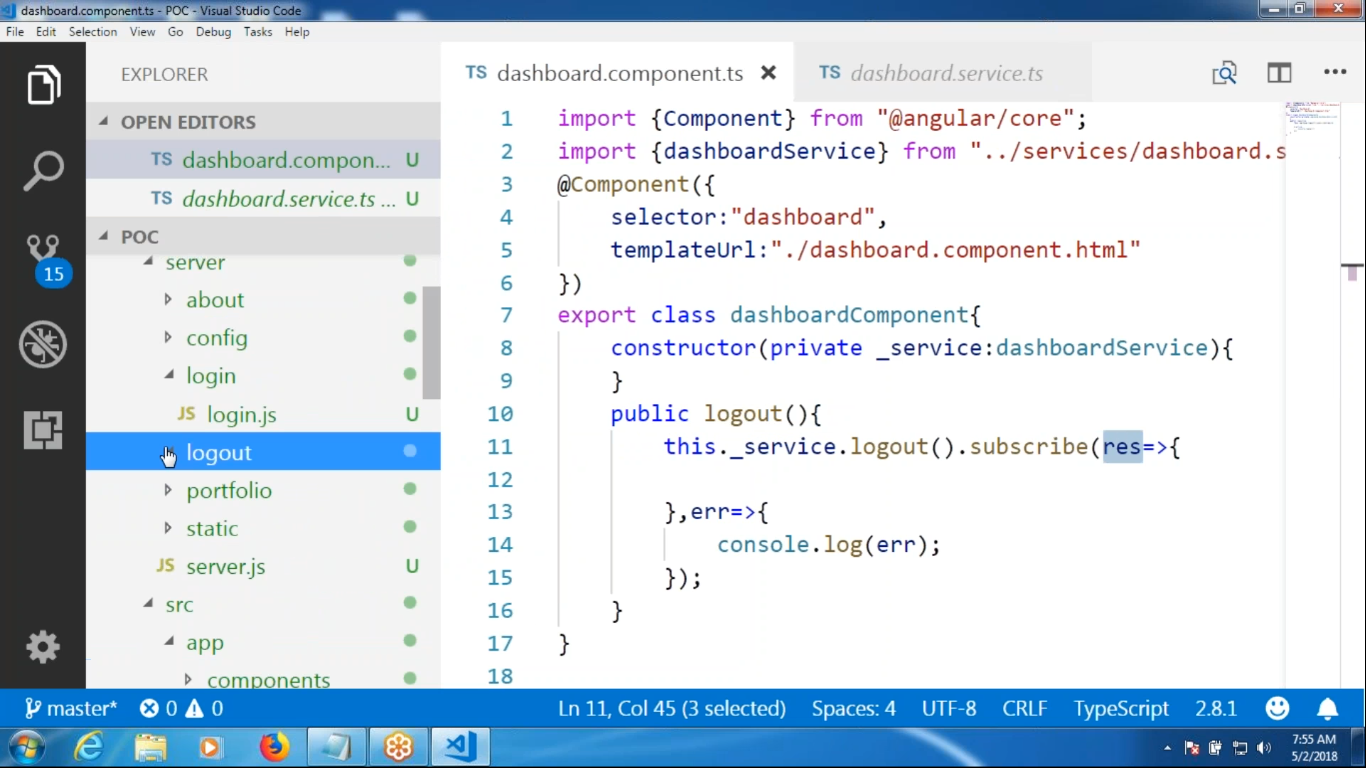 dashboard.component.ts - POC - Visual Studio Code
File Edit Selection View Go Debug Tasks Help
EXPLORER
OPEN EDITORS
TS dashboard.compon... U
TS dashboard.service.ts ... U
POC
server
about
config
login
JS login.js U
logout
portfolio
static
JS server.js U
src
app
components
15
TS dashboard.component.ts
TS dashboard.service.ts
1 import {Component} from "@angular/core";
2 import {dashboardService} from "../services/dashboard.s
3 @Component({
4 selector:"dashboard",
5 templateUrl:"./dashboard.component.html"
6 })
7 export class dashboardComponent{
8 constructor(private _service:dashboardService){
9 }
10 public logout(){
11 this._service.logout().subscribe(res=>{
12
13 },err=>{
14 console.log(err);
15 });
16 }
17 }
18
master* 0 0 Ln 11, Col 45 (3 selected) Spaces: 4 UTF-8 CRLF TypeScript 2.8.1
7:55 AM
5/2/2018